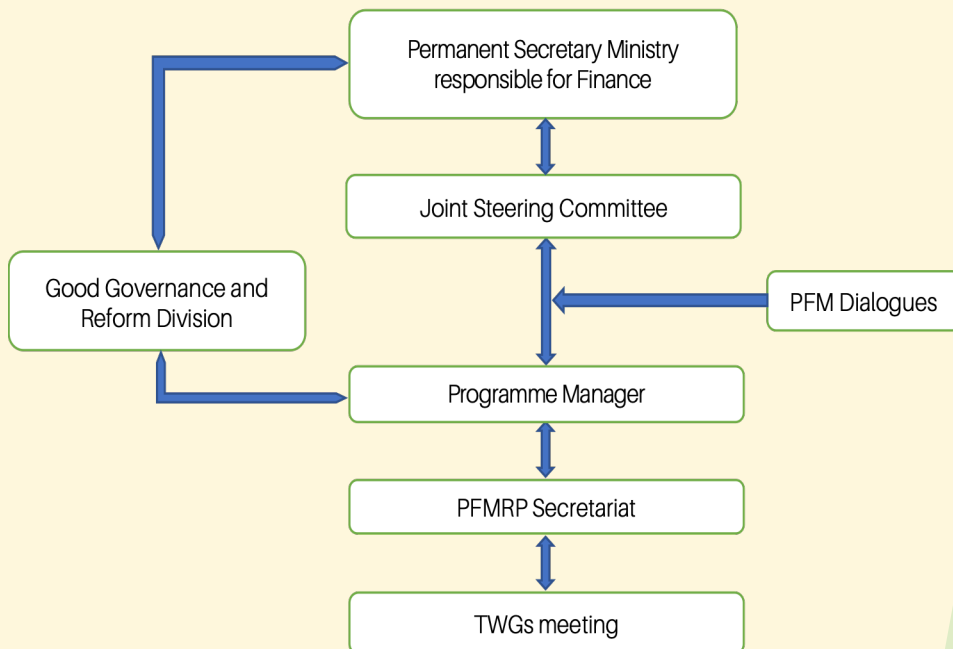 Permanent Secretary Ministry
responsible for Finance
Joint Steering Committee
Good Governance and
Reform Division
PFM Dialogues
Programme Manager
PFMRP Secretariat
TWGs meeting